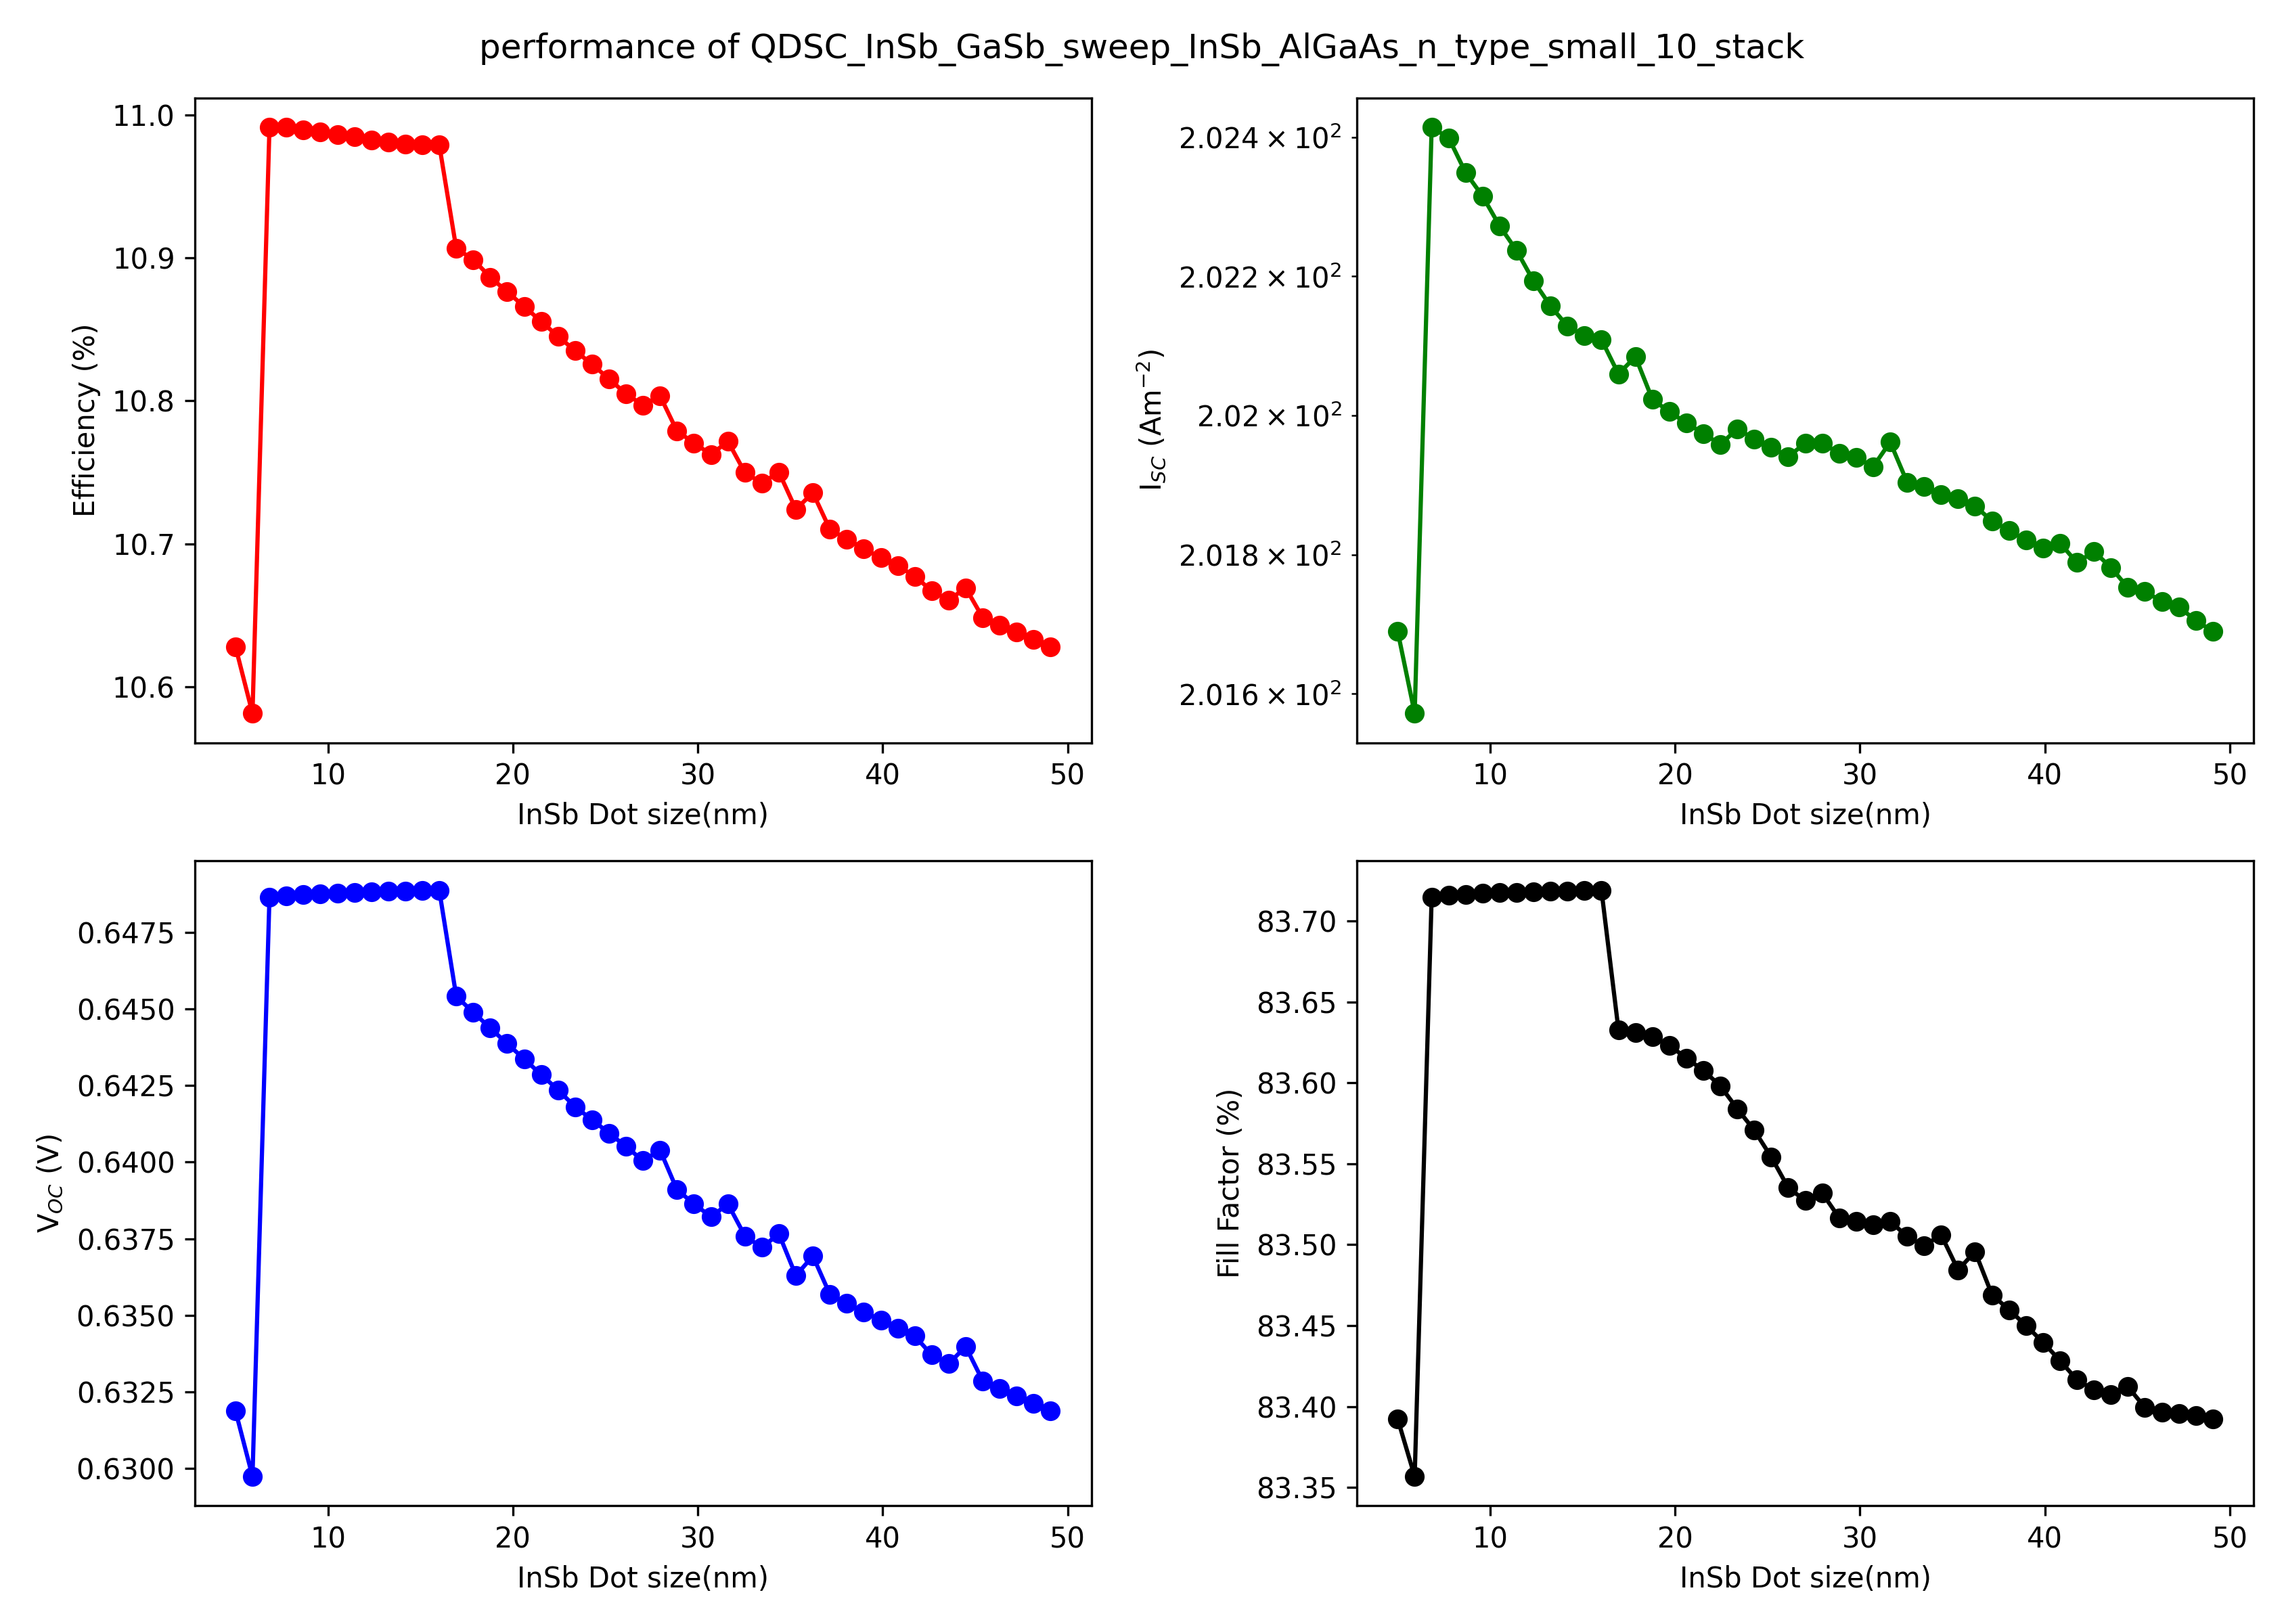 performance of QDSC_InSb_GaSb_sweep_InSb_AlGaAs_n_type_small_10_stack
11.0
10.9
10.8
10.7
10.6
Efficiency (%)
10 20 30 40 50
InSb Dot size(nm)
2.024 × 10²
2.022 × 10²
2.02 × 10²
2.018 × 10²
2.016 × 10²
I_SC (Am⁻²)
10 20 30 40 50
InSb Dot size(nm)
0.6475
0.6450
0.6425
0.6400
0.6375
0.6350
0.6325
0.6300
V_OC (V)
10 20 30 40 50
InSb Dot size(nm)
83.70
83.65
83.60
83.55
83.50
83.45
83.40
83.35
Fill Factor (%)
10 20 30 40 50
InSb Dot size(nm)